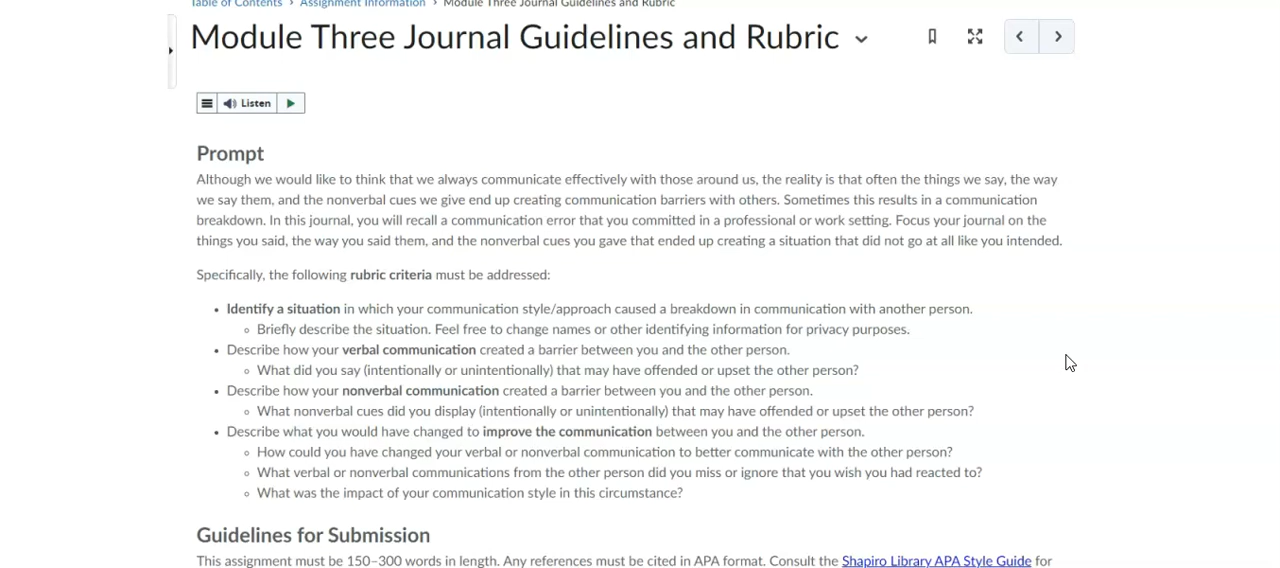 Table of Contents › Assignment Information › Module Three Journal Guidelines and Rubric
Module Three Journal Guidelines and Rubric
Listen
Prompt
Although we would like to think that we always communicate effectively with those around us, the reality is that often the things we say, the way
we say them, and the nonverbal cues we give end up creating communication barriers with others. Sometimes this results in a communication
breakdown. In this journal, you will recall a communication error that you committed in a professional or work setting. Focus your journal on the
things you said, the way you said them, and the nonverbal cues you gave that ended up creating a situation that did not go at all like you intended.
Specifically, the following rubric criteria must be addressed:
• Identify a situation in which your communication style/approach caused a breakdown in communication with another person.
◦ Briefly describe the situation. Feel free to change names or other identifying information for privacy purposes.
• Describe how your verbal communication created a barrier between you and the other person.
◦ What did you say (intentionally or unintentionally) that may have offended or upset the other person?
• Describe how your nonverbal communication created a barrier between you and the other person.
◦ What nonverbal cues did you display (intentionally or unintentionally) that may have offended or upset the other person?
• Describe what you would have changed to improve the communication between you and the other person.
◦ How could you have changed your verbal or nonverbal communication to better communicate with the other person?
◦ What verbal or nonverbal communications from the other person did you miss or ignore that you wish you had reacted to?
◦ What was the impact of your communication style in this circumstance?
Guidelines for Submission
This assignment must be 150–300 words in length. Any references must be cited in APA format. Consult the Shapiro Library APA Style Guide for